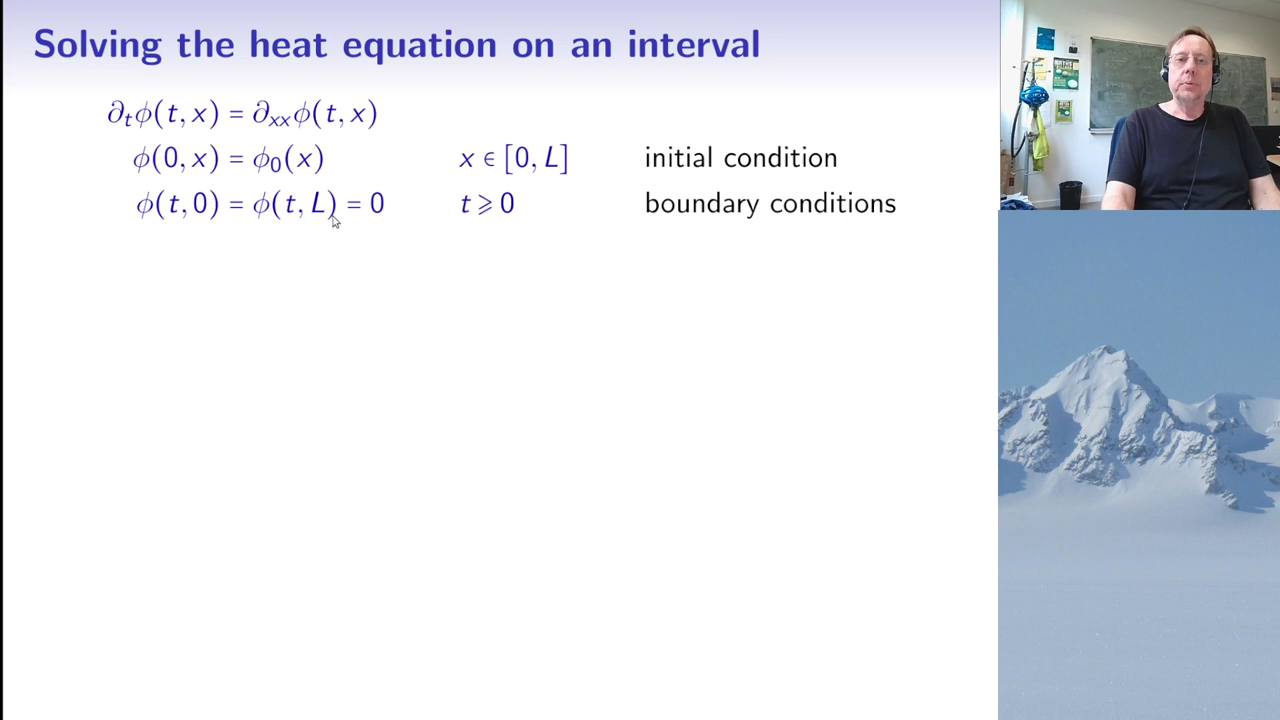 Solving the heat equation on an interval
∂ₜϕ(t, x) = ∂ₓₓϕ(t, x)
ϕ(0, x) = ϕ₀(x) x ∈ [0, L] initial condition
ϕ(t, 0) = ϕ(t, L) = 0 t ⩾ 0 boundary conditions